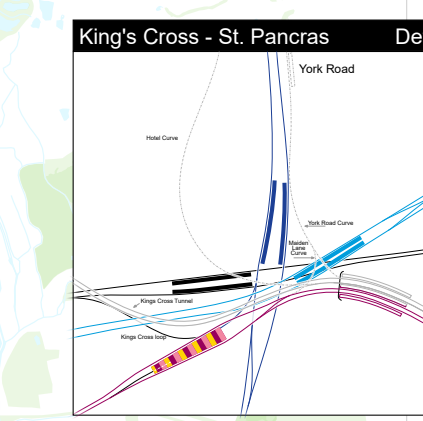 King's Cross - St. Pancras De
York Road
Hotel Curve
York Road Curve
Maiden
Lane
Curve
Kings Cross Tunnel
Kings Cross loop